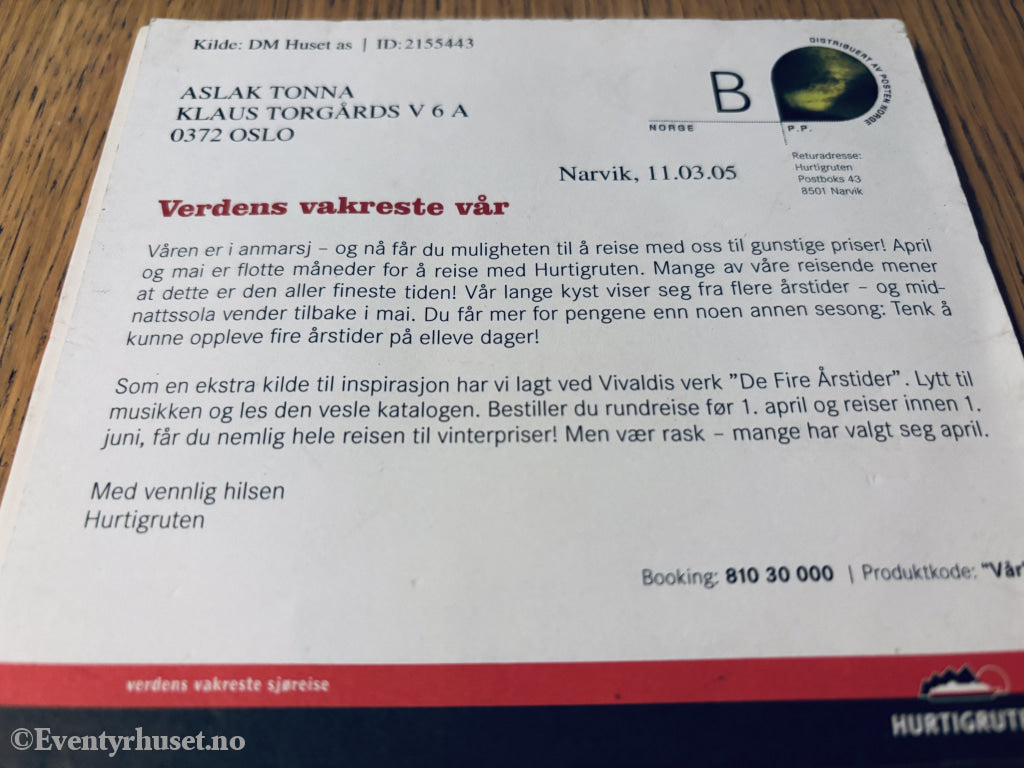 Kilde: DM Huset as | ID: 2155443
ASLAK TONNA
KLAUS TORGÅRDS V 6 A
0372 OSLO
DISTRIBUERT AV POSTEN NORGE
B
NORGE
P.P.
Returadresse:
Hurtigruten
Postboks 43
8501 Narvik
Narvik, 11.03.05
Verdens vakreste vår
Våren er i anmarsj – og nå får du muligheten til å reise med oss til gunstige priser! April
og mai er flotte måneder for å reise med Hurtigruten. Mange av våre reisende mener
at dette er den aller fineste tiden! Vår lange kyst viser seg fra flere årstider – og mid-
nattssola vender tilbake i mai. Du får mer for pengene enn noen annen sesong: Tenk å
kunne oppleve fire årstider på elleve dager!
Som en ekstra kilde til inspirasjon har vi lagt ved Vivaldis verk "De Fire Årstider". Lytt til
musikken og les den vesle katalogen. Bestiller du rundreise før 1. april og reiser innen 1.
juni, får du nemlig hele reisen til vinterpriser! Men vær rask – mange har valgt seg april.
Med vennlig hilsen
Hurtigruten
Booking: 810 30 000 | Produktkode: "Vår"
verdens vakreste sjøreise
HURTIGRUTE
©Eventyrhuset.no